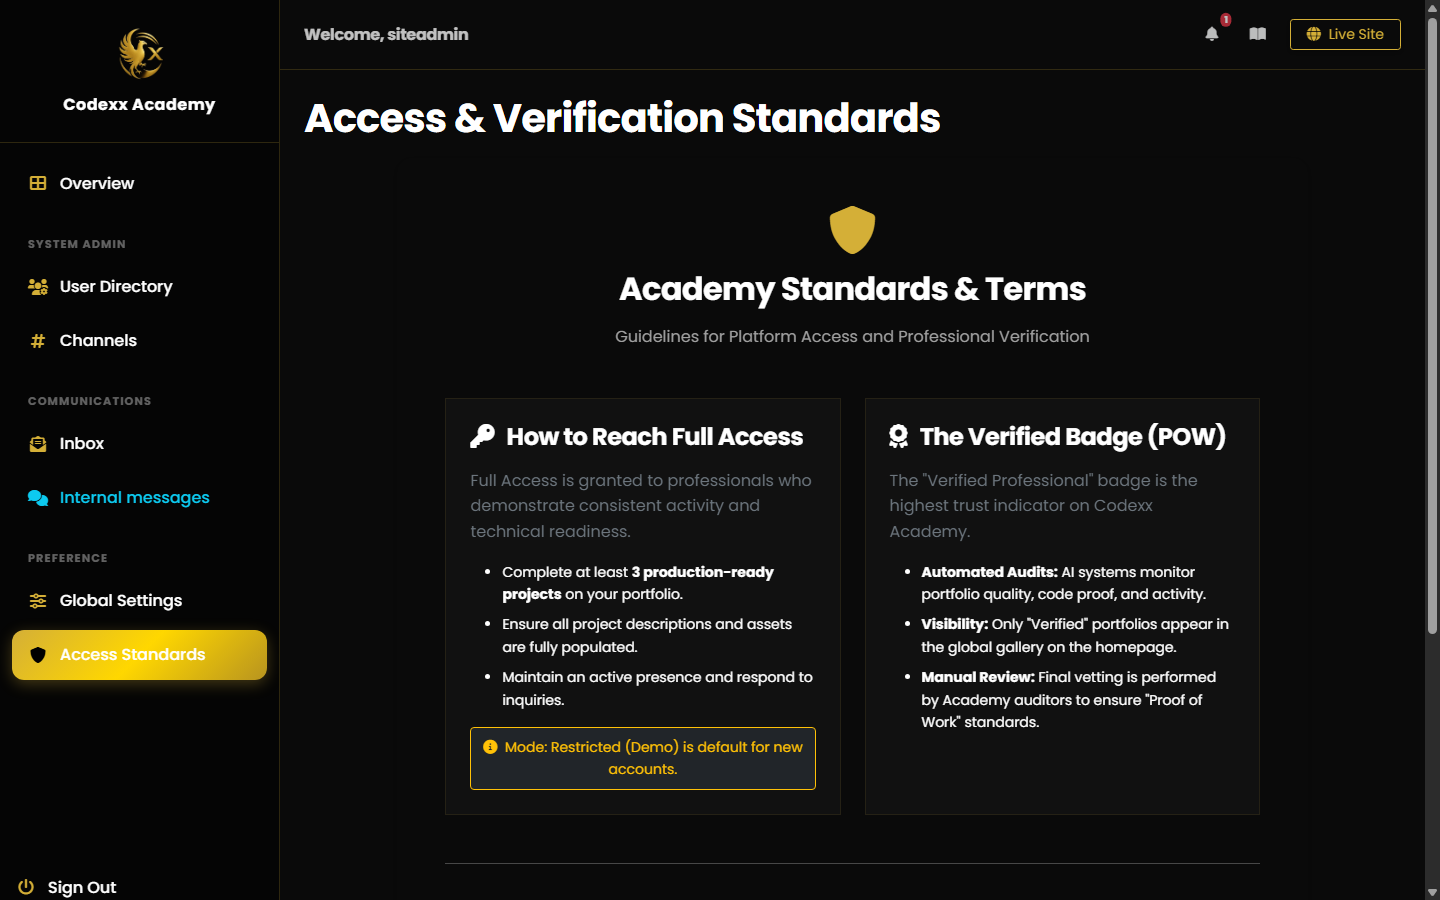 Codexx Academy
Overview
SYSTEM ADMIN
User Directory
Channels
COMMUNICATIONS
Inbox
Internal messages
PREFERENCE
Global Settings
Access Standards
Sign Out
Welcome, siteadmin
1
Live Site
Access & Verification Standards
Academy Standards & Terms
Guidelines for Platform Access and Professional Verification
How to Reach Full Access
Full Access is granted to professionals who
demonstrate consistent activity and
technical readiness.
• Complete at least 3 production-ready
projects on your portfolio.
• Ensure all project descriptions and assets
are fully populated.
• Maintain an active presence and respond to
inquiries.
Mode: Restricted (Demo) is default for new
accounts.
The Verified Badge (POW)
The "Verified Professional" badge is the
highest trust indicator on Codexx
Academy.
• Automated Audits: AI systems monitor
portfolio quality, code proof, and activity.
• Visibility: Only "Verified" portfolios appear in
the global gallery on the homepage.
• Manual Review: Final vetting is performed
by Academy auditors to ensure "Proof of
Work" standards.